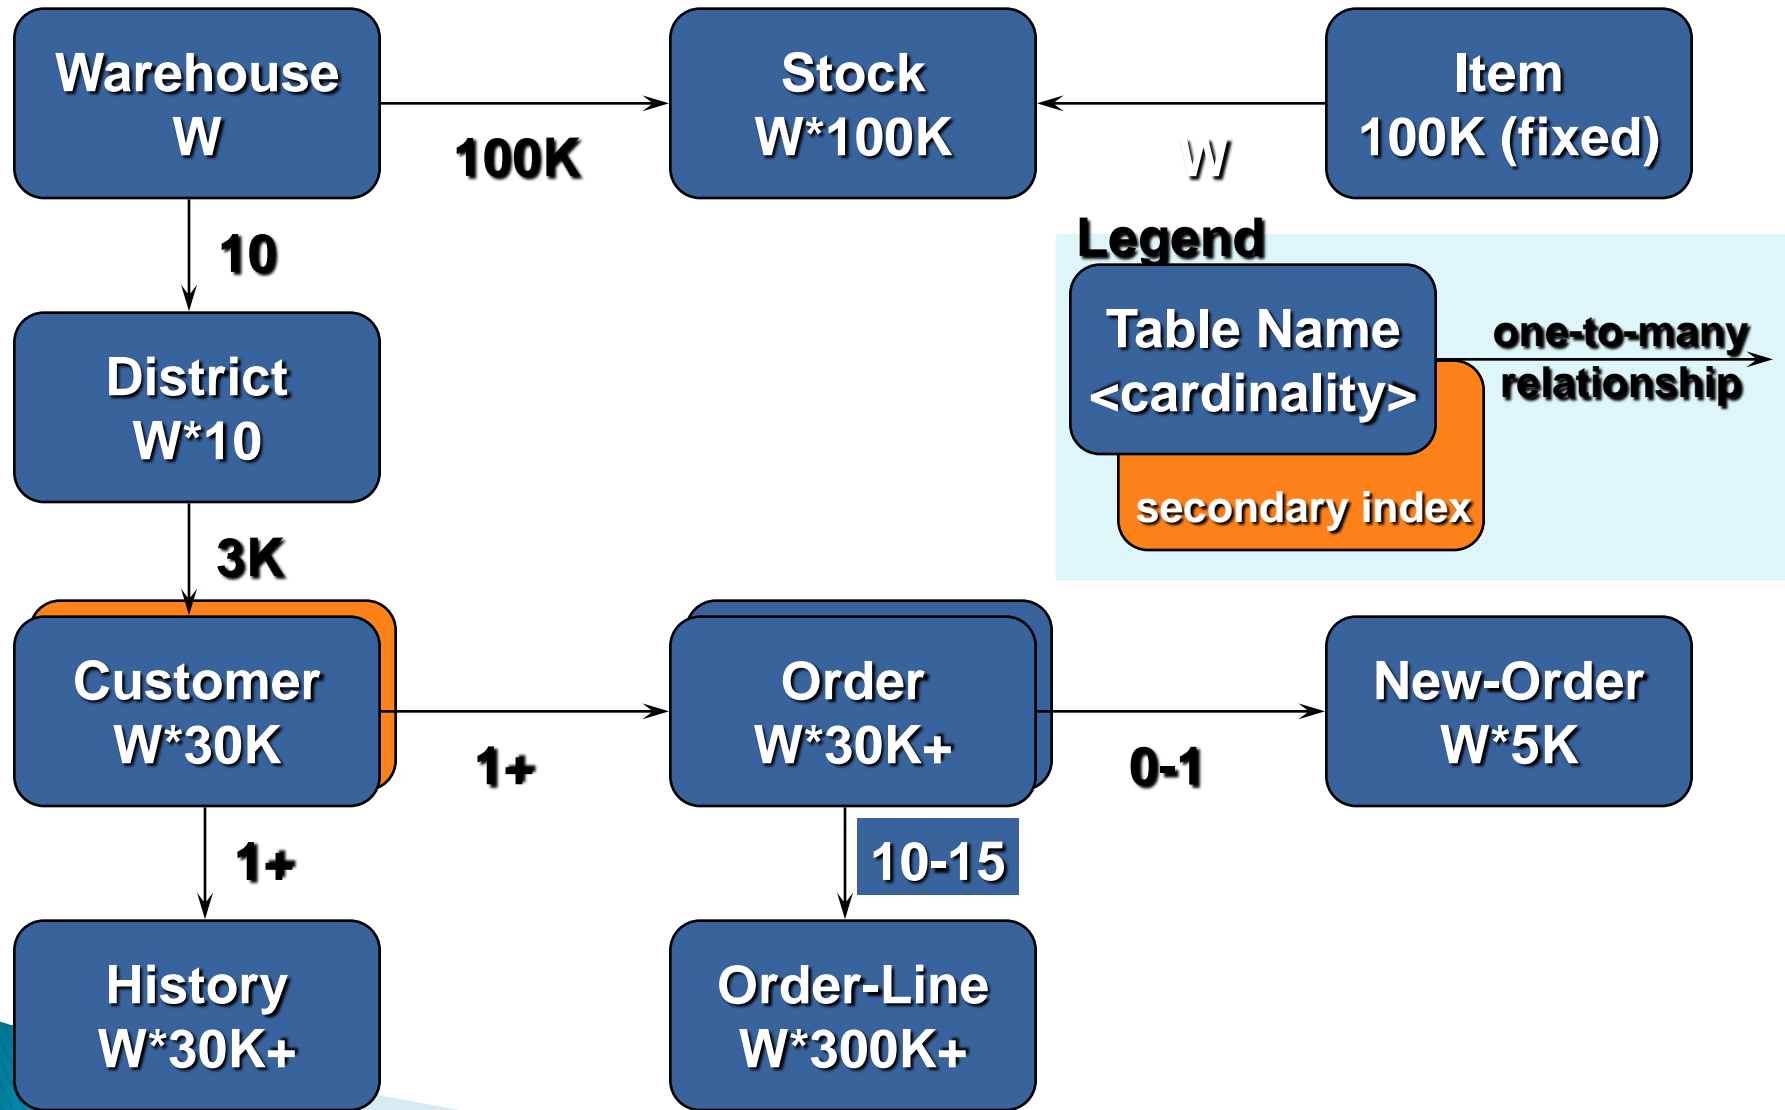 Warehouse
W
100K
Stock
W*100K
W
Item
100K (fixed)
10
Legend
Table Name
<cardinality>
one-to-many
relationship
secondary index
District
W*10
3K
Customer
W*30K
1+
Order
W*30K+
0-1
New-Order
W*5K
1+
10-15
History
W*30K+
Order-Line
W*300K+